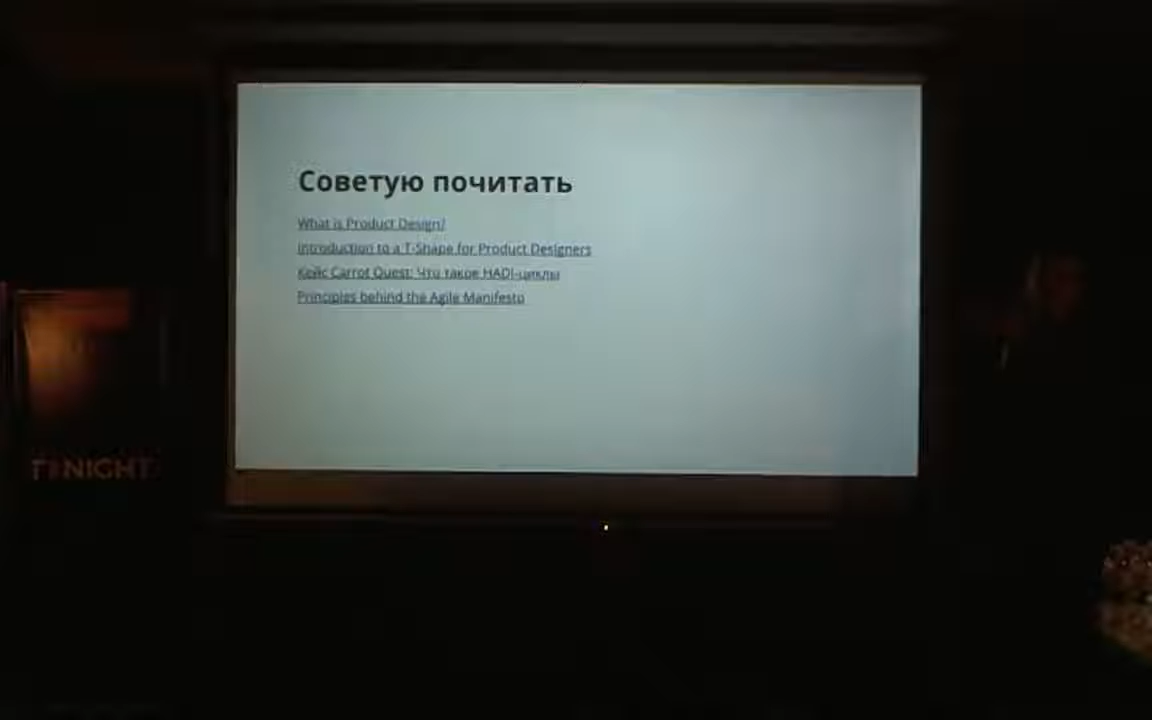 Советую почитать
What is Product Design?
Introduction to a T-Shape for Product Designers
Кейс Carrot Quest: Что такое HADI-циклы
Principles behind the Agile Manifesto
NIGHT